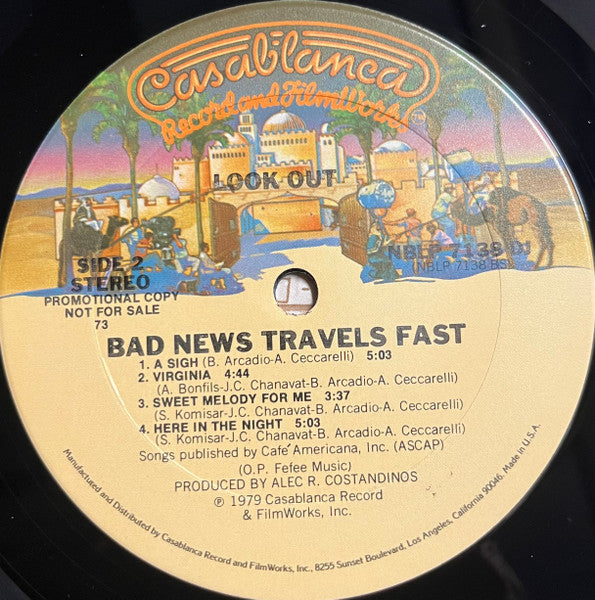 Casablanca
Record and FilmWorks
TM
LOOK OUT
SIDE 2
STEREO
PROMOTIONAL COPY
NOT FOR SALE
73
NBLP 7138 DJ
(NBLP 7138 BS)
BAD NEWS TRAVELS FAST
1. A SIGH (B. Arcadio-A. Ceccarelli) 5:03
2. VIRGINIA 4:44
(A. Bonfils-J.C. Chanavat-B. Arcadio-A. Ceccarelli)
3. SWEET MELODY FOR ME 3:37
(S. Komisar-J.C. Chanavat-B. Arcadio-A. Ceccarelli)
4. HERE IN THE NIGHT 5:03
(S. Komisar-J.C. Chanavat-B. Arcadio-A. Ceccarelli)
Songs published by Café Americana, Inc. (ASCAP)
(O.P. Fefee Music)
PRODUCED BY ALEC R. COSTANDINOS
℗ 1979 Casablanca Record
& FilmWorks, Inc.
Manufactured and Distributed by Casablanca Record and FilmWorks, Inc., 8255 Sunset Boulevard, Los Angeles, California 90046. Made in U.S.A.